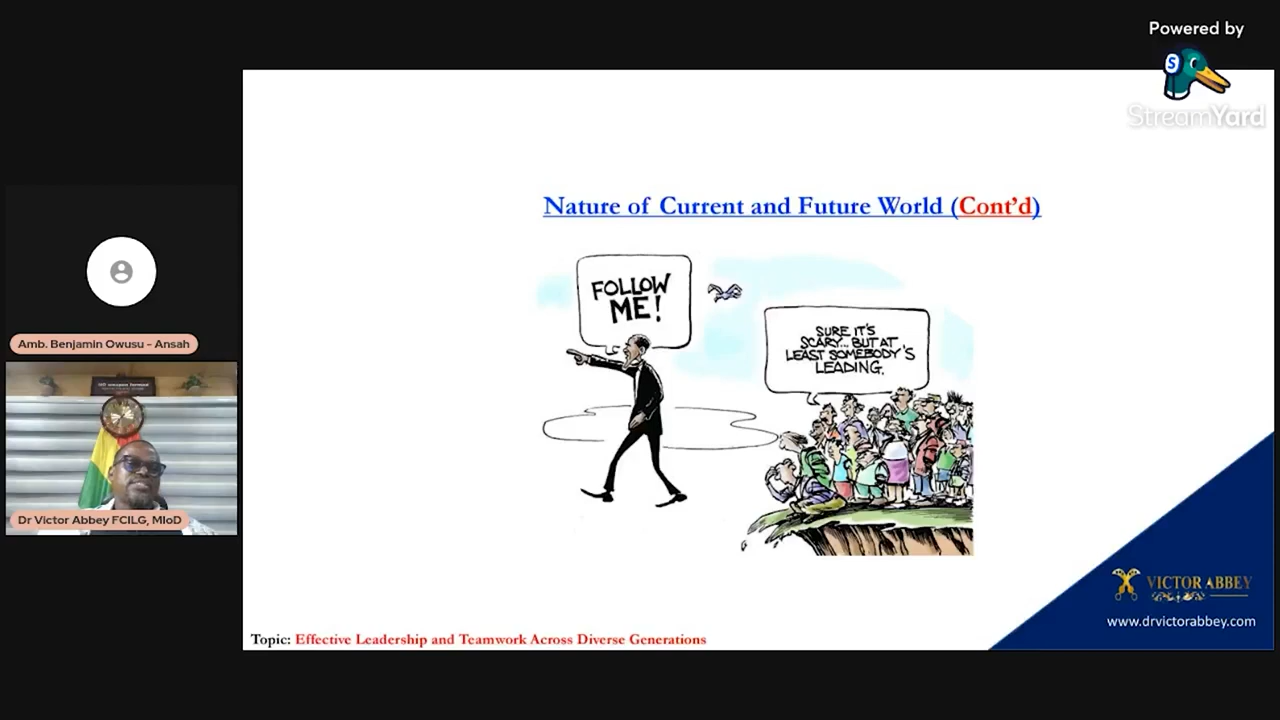 Powered by
S
StreamYard
Nature of Current and Future World (Cont’d)
FOLLOW
ME!
SURE IT'S
SCARY... BUT AT
LEAST SOMEBODY'S
LEADING.
Amb. Benjamin Owusu - Ansah
Dr Victor Abbey FCILG, MIoD
VICTOR ABBEY
www.drvictorabbey.com
Topic: Effective Leadership and Teamwork Across Diverse Generations